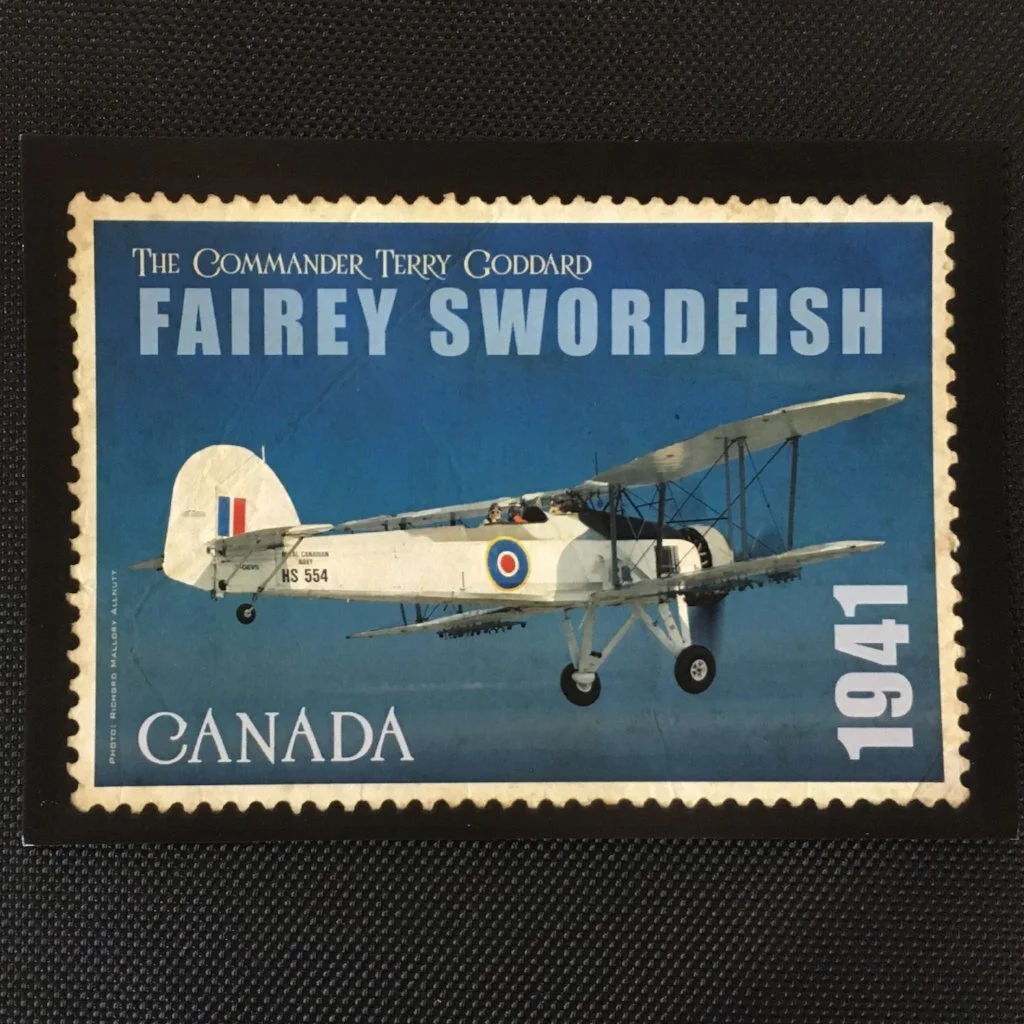 The Commander Terry Goddard
FAIREY SWORDFISH
ROYAL CANADIAN
NAVY
HS 554
1941
CANADA
Photo: Richard Mallory Allnutt